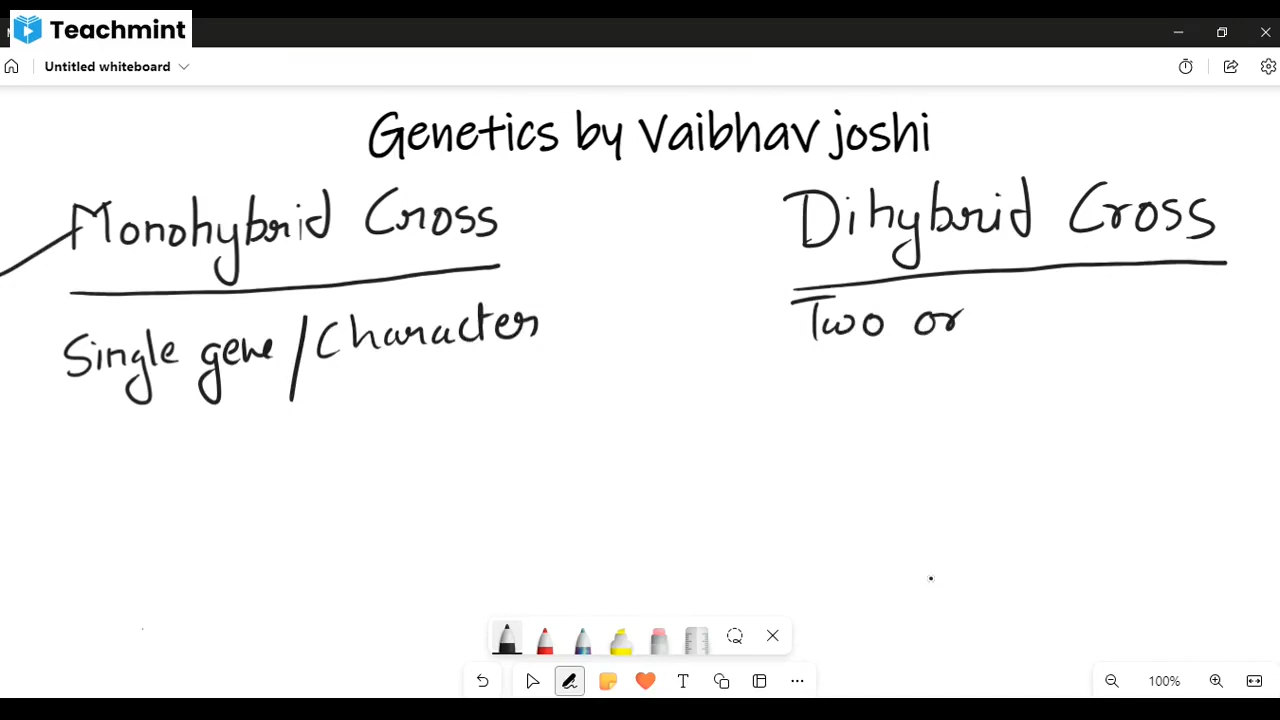 Teachmint
Untitled whiteboard
Genetics by Vaibhav joshi
Monohybrid Cross
Single gene/Character
Dihybrid Cross
Two or
100%